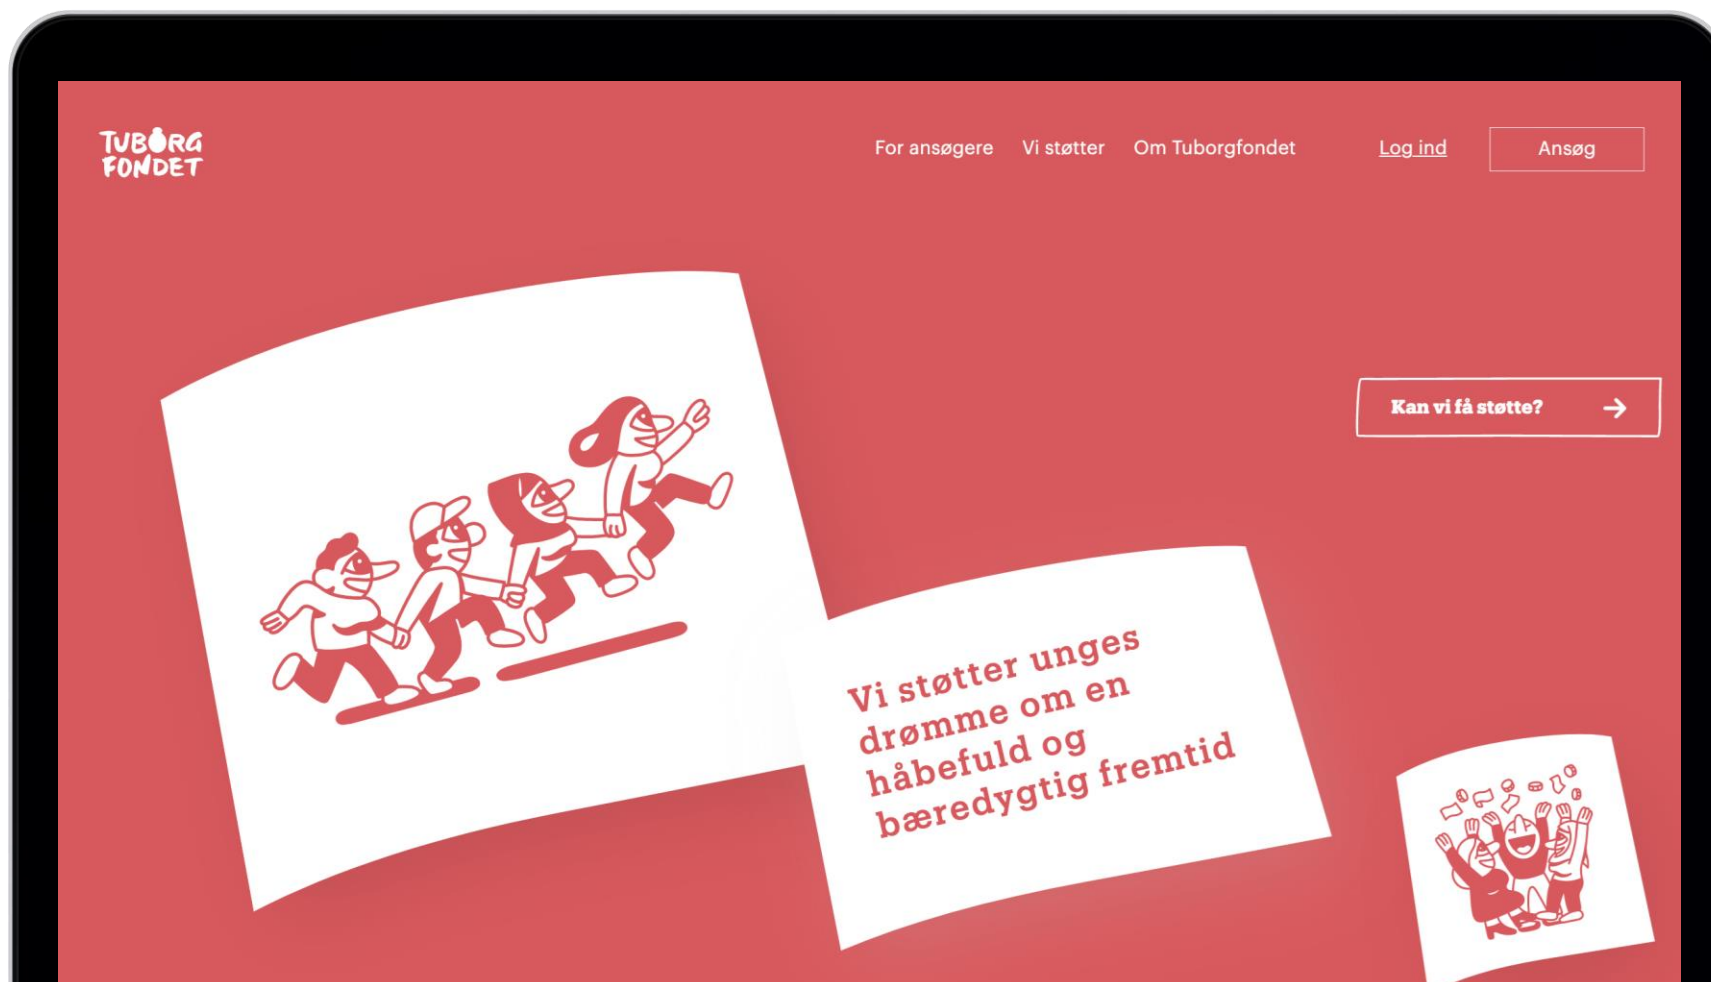 TUBORG
FONDET
For ansøgere
Vi støtter
Om Tuborgfondet
Log ind
Ansøg
Kan vi få støtte?
Vi støtter unges
drømme om en
håbefuld og
bæredygtig fremtid